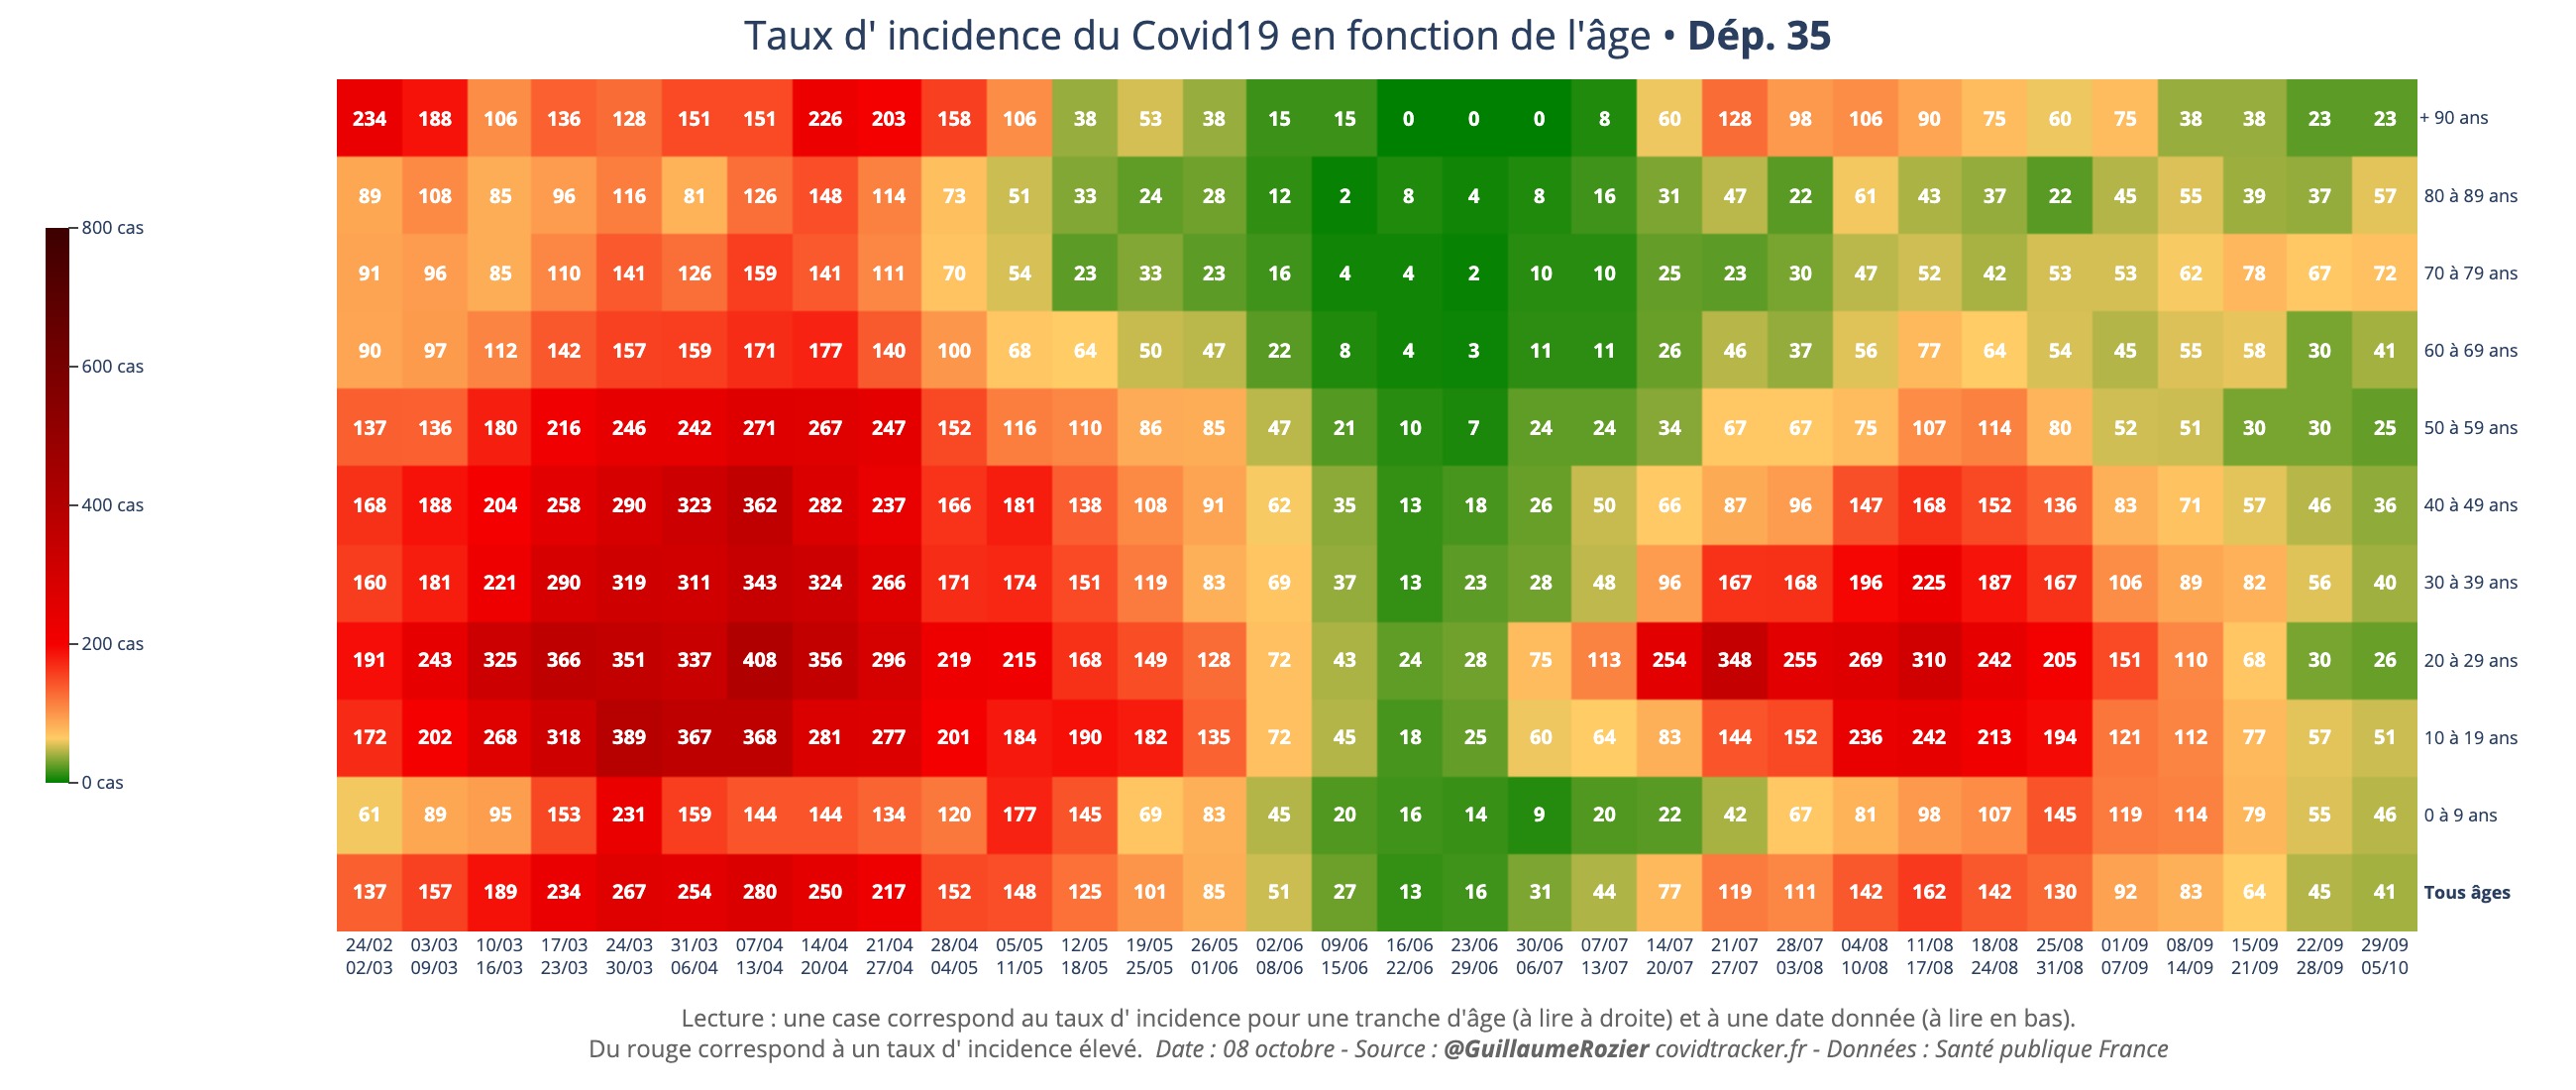 Taux d' incidence du Covid19 en fonction de l'âge • Dép. 35
800 cas
600 cas
400 cas
200 cas
0 cas
234 188 106 136 128 151 151 226 203 158 106 38 53 38 15 15 0 0 0 8 60 128 98 106 90 75 60 75 38 38 23 23 + 90 ans
89 108 85 96 116 81 126 148 114 73 51 33 24 28 12 2 8 4 8 16 31 47 22 61 43 37 22 45 55 39 37 57 80 à 89 ans
91 96 85 110 141 126 159 141 111 70 54 23 33 23 16 4 4 2 10 10 25 23 30 47 52 42 53 53 62 78 67 72 70 à 79 ans
90 97 112 142 157 159 171 177 140 100 68 64 50 47 22 8 4 3 11 11 26 46 37 56 77 64 54 45 55 58 30 41 60 à 69 ans
137 136 180 216 246 242 271 267 247 152 116 110 86 85 47 21 10 7 24 24 34 67 67 75 107 114 80 52 51 30 30 25 50 à 59 ans
168 188 204 258 290 323 362 282 237 166 181 138 108 91 62 35 13 18 26 50 66 87 96 147 168 152 136 83 71 57 46 36 40 à 49 ans
160 181 221 290 319 311 343 324 266 171 174 151 119 83 69 37 13 23 28 48 96 167 168 196 225 187 167 106 89 82 56 40 30 à 39 ans
191 243 325 366 351 337 408 356 296 219 215 168 149 128 72 43 24 28 75 113 254 348 255 269 310 242 205 151 110 68 30 26 20 à 29 ans
172 202 268 318 389 367 368 281 277 201 184 190 182 135 72 45 18 25 60 64 83 144 152 236 242 213 194 121 112 77 57 51 10 à 19 ans
61 89 95 153 231 159 144 144 134 120 177 145 69 83 45 20 16 14 9 20 22 42 67 81 98 107 145 119 114 79 55 46 0 à 9 ans
137 157 189 234 267 254 280 250 217 152 148 125 101 85 51 27 13 16 31 44 77 119 111 142 162 142 130 92 83 64 45 41 Tous âges
24/02 03/03 10/03 17/03 24/03 31/03 07/04 14/04 21/04 28/04 05/05 12/05 19/05 26/05 02/06 09/06 16/06 23/06 30/06 07/07 14/07 21/07 28/07 04/08 11/08 18/08 25/08 01/09 08/09 15/09 22/09 29/09
02/03 09/03 16/03 23/03 30/03 06/04 13/04 20/04 27/04 04/05 11/05 18/05 25/05 01/06 08/06 15/06 22/06 29/06 06/07 13/07 20/07 27/07 03/08 10/08 17/08 24/08 31/08 07/09 14/09 21/09 28/09 05/10
Lecture : une case correspond au taux d' incidence pour une tranche d'âge (à lire à droite) et à une date donnée (à lire en bas).
Du rouge correspond à un taux d' incidence élevé. Date : 08 octobre - Source : @GuillaumeRozier covidtracker.fr - Données : Santé publique France